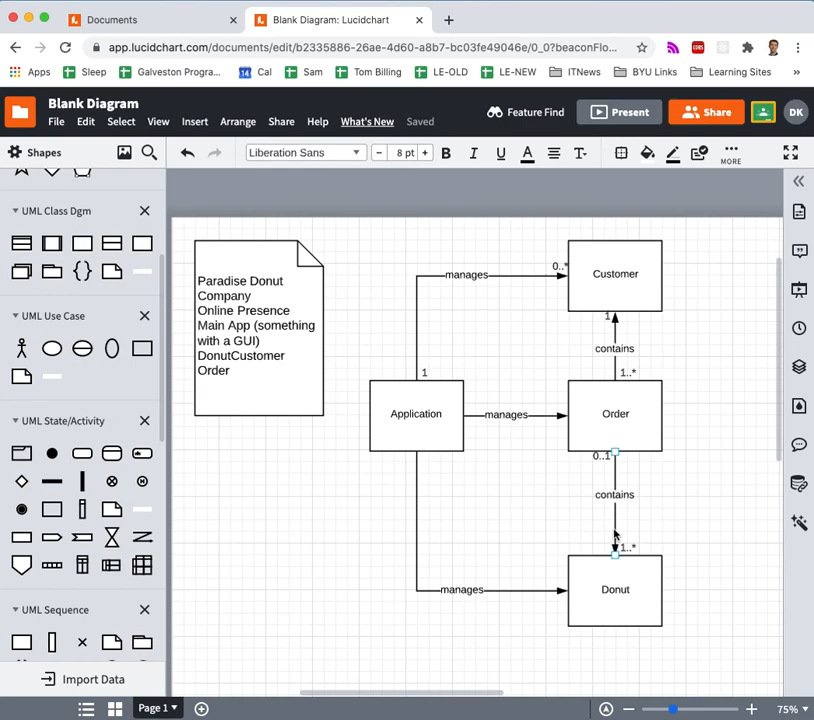 Documents
Blank Diagram: Lucidchart
app.lucidchart.com/documents/edit/b2335886-26ae-4d60-a8b7-bc03fe49046e/0_0?beaconFlo...
Apps
Sleep
Galveston Progra...
Cal
Sam
Tom Billing
LE-OLD
LE-NEW
ITNews
BYU Links
Learning Sites
»
Blank Diagram
File
Edit
Select
View
Insert
Arrange
Share
Help
What's New
Saved
Feature Find
Present
Share
DK
Shapes
Liberation Sans
8 pt
B
I
U
A
T
MORE
UML Class Dgm
UML Use Case
UML State/Activity
UML Sequence
Import Data
Paradise Donut
Company
Online Presence
Main App (something
with a GUI)
DonutCustomer
Order
manages
0..*
Customer
1
contains
1
1..*
Application
manages
Order
0..1
contains
1..*
manages
Donut
Page 1
75%